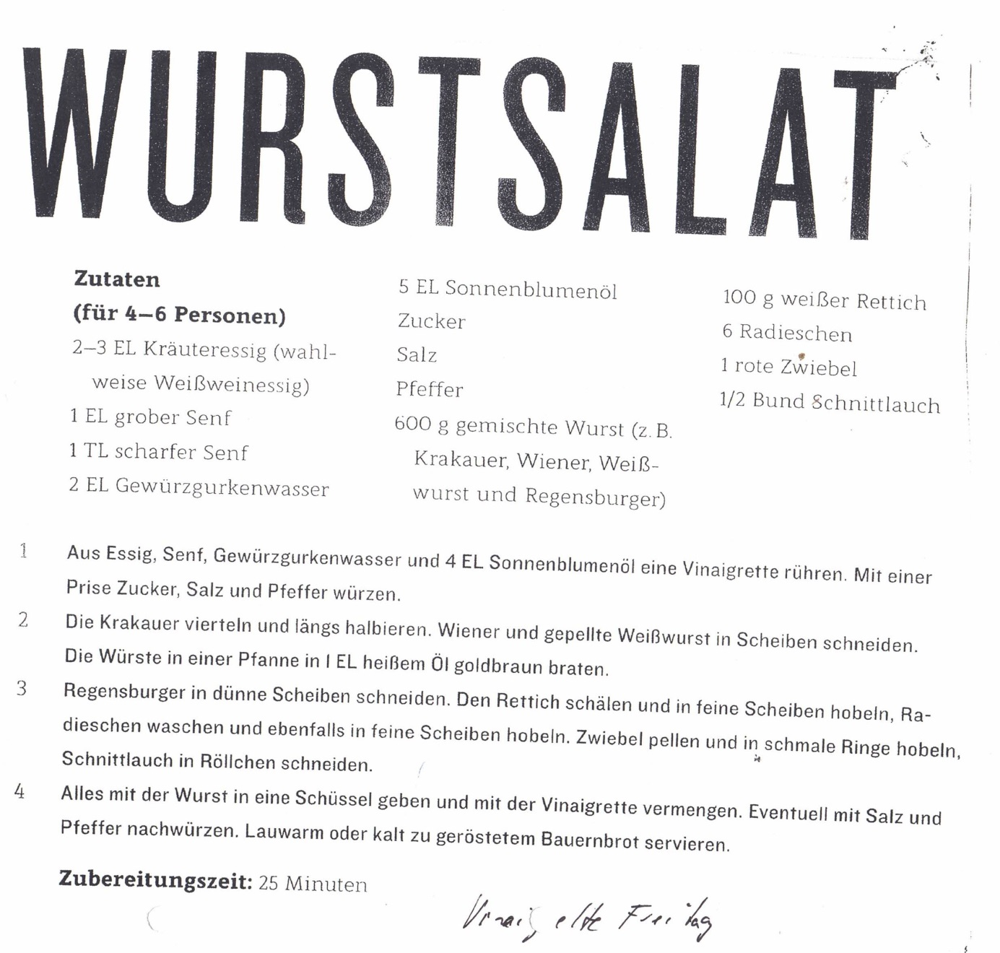 WURSTSALAT
Zutaten
(für 4–6 Personen)
2–3 EL Kräuteressig (wahl-
weise Weißweinessig)
1 EL grober Senf
1 TL scharfer Senf
2 EL Gewürzgurkenwasser
5 EL Sonnenblumenöl
Zucker
Salz
Pfeffer
600 g gemischte Wurst (z. B.
Krakauer, Wiener, Weiß-
wurst und Regensburger)
100 g weißer Rettich
6 Radieschen
1 rote Zwiebel
1/2 Bund Schnittlauch
1 Aus Essig, Senf, Gewürzgurkenwasser und 4 EL Sonnenblumenöl eine Vinaigrette rühren. Mit einer
Prise Zucker, Salz und Pfeffer würzen.
2 Die Krakauer vierteln und längs halbieren. Wiener und gepellte Weißwurst in Scheiben schneiden.
Die Würste in einer Pfanne in 1 EL heißem Öl goldbraun braten.
3 Regensburger in dünne Scheiben schneiden. Den Rettich schälen und in feine Scheiben hobeln, Ra-
dieschen waschen und ebenfalls in feine Scheiben hobeln. Zwiebel pellen und in schmale Ringe hobeln,
Schnittlauch in Röllchen schneiden.
4 Alles mit der Wurst in eine Schüssel geben und mit der Vinaigrette vermengen. Eventuell mit Salz und
Pfeffer nachwürzen. Lauwarm oder kalt zu geröstetem Bauernbrot servieren.
Zubereitungszeit: 25 Minuten
Freitag